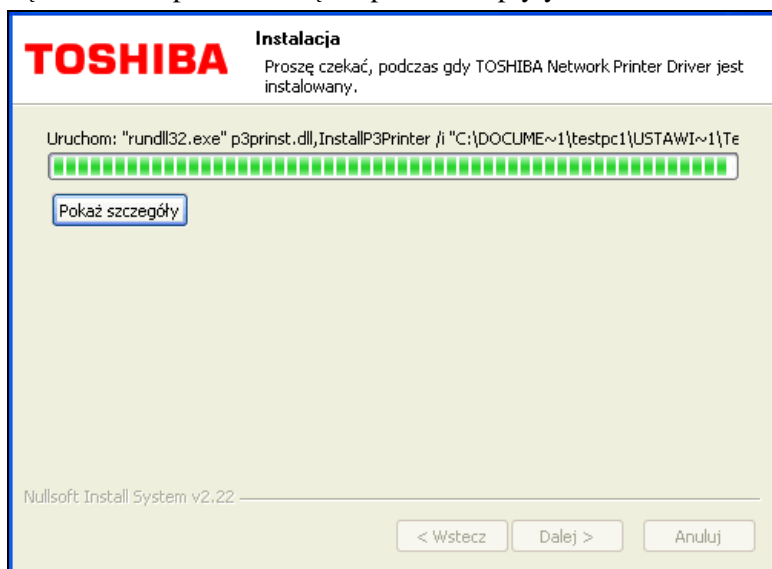 TOSHIBA
Instalacja
Proszę czekać, podczas gdy TOSHIBA Network Printer Driver jest
instalowany.
Uruchom: "rundll32.exe" p3prinst.dll,InstallP3Printer /i "C:\DOCUME~1\testpc1\USTAWI~1\Te
Pokaż szczegóły
Nullsoft Install System v2.22
< Wstecz
Dalej >
Anuluj